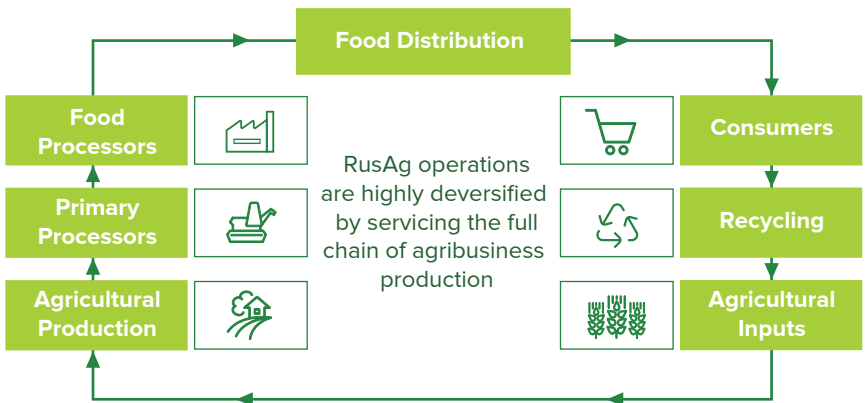 Food Distribution
Food
Processors
Primary
Processors
Agricultural
Production
RusAg operations
are highly deversified
by servicing the full
chain of agribusiness
production
Consumers
Recycling
Agricultural
Inputs